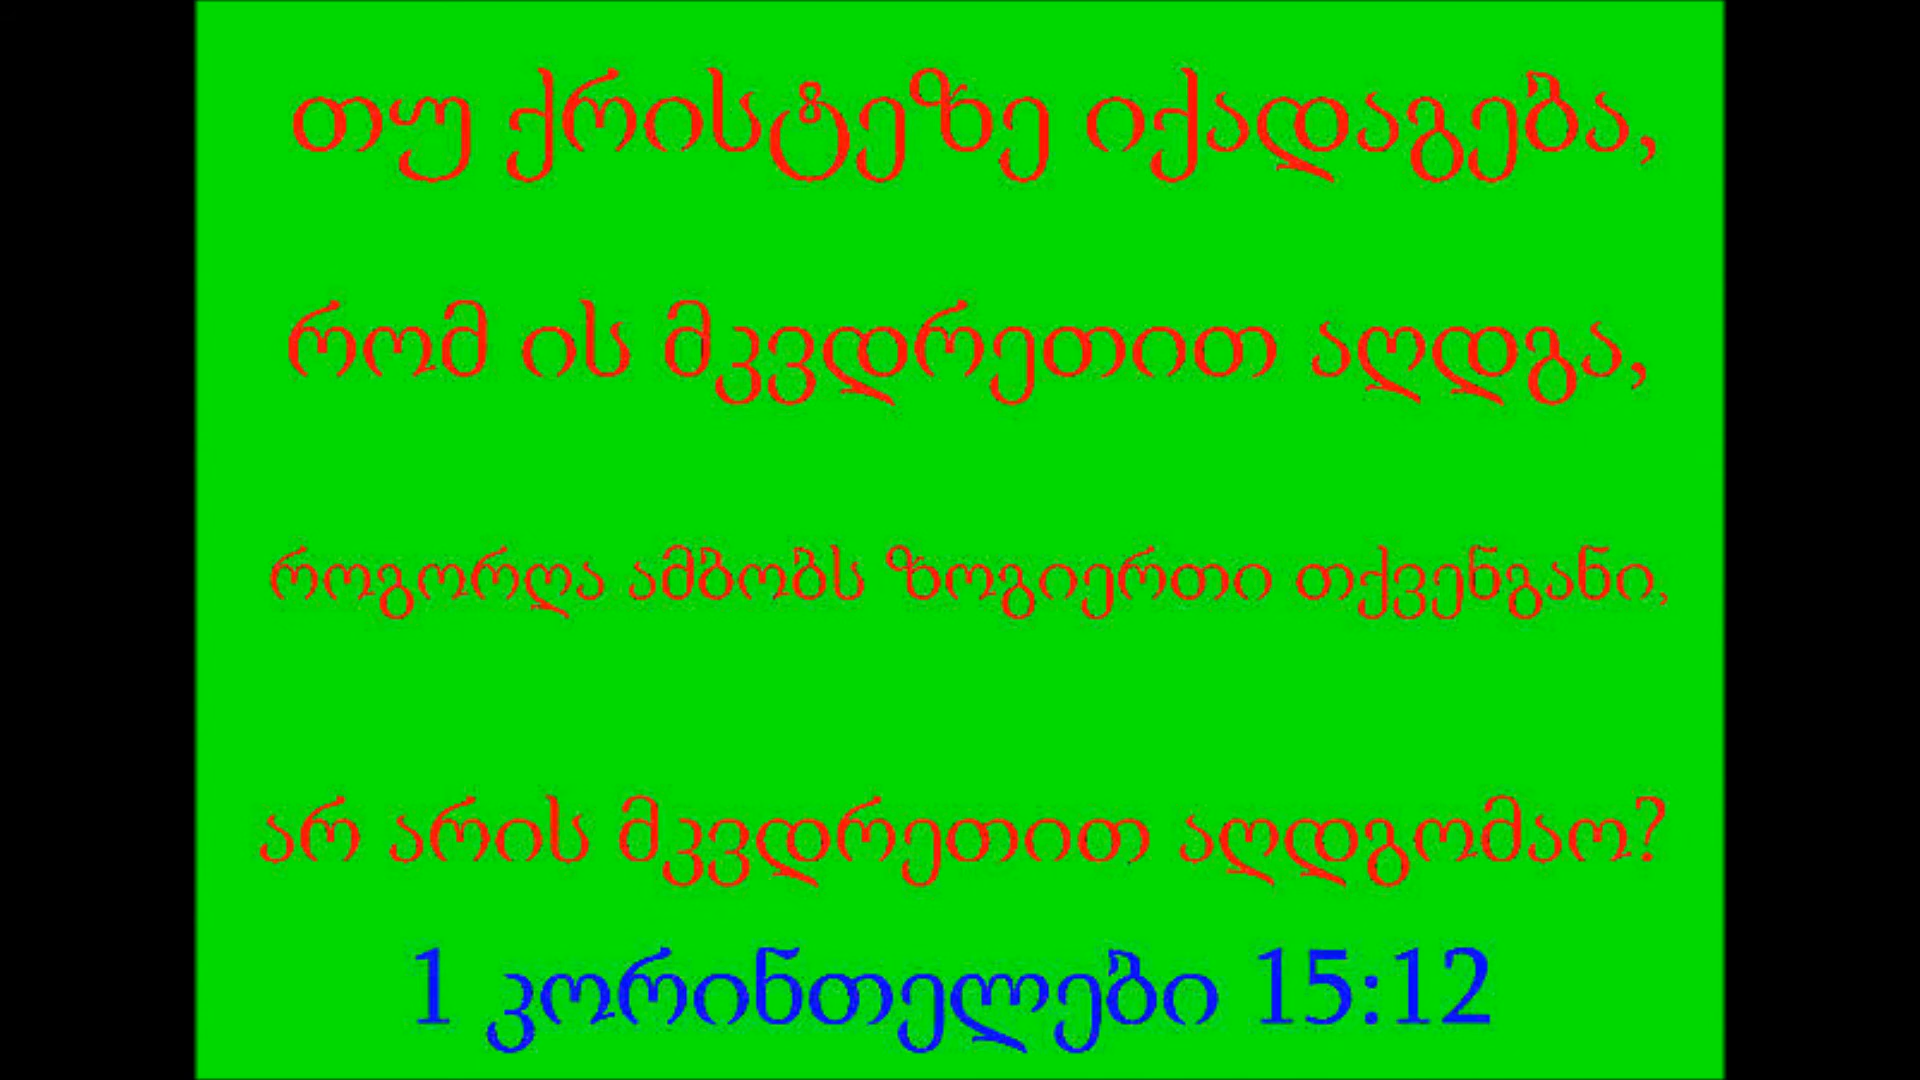 თუ ქრისტეზე იქადაგება,
რომ ის მკვდრეთით აღდგა,
როგორღა ამბობს ზოგიერთი თქვენგანი,
არ არის მკვდრეთით აღდგომაო?
1 კორინთელები 15:12